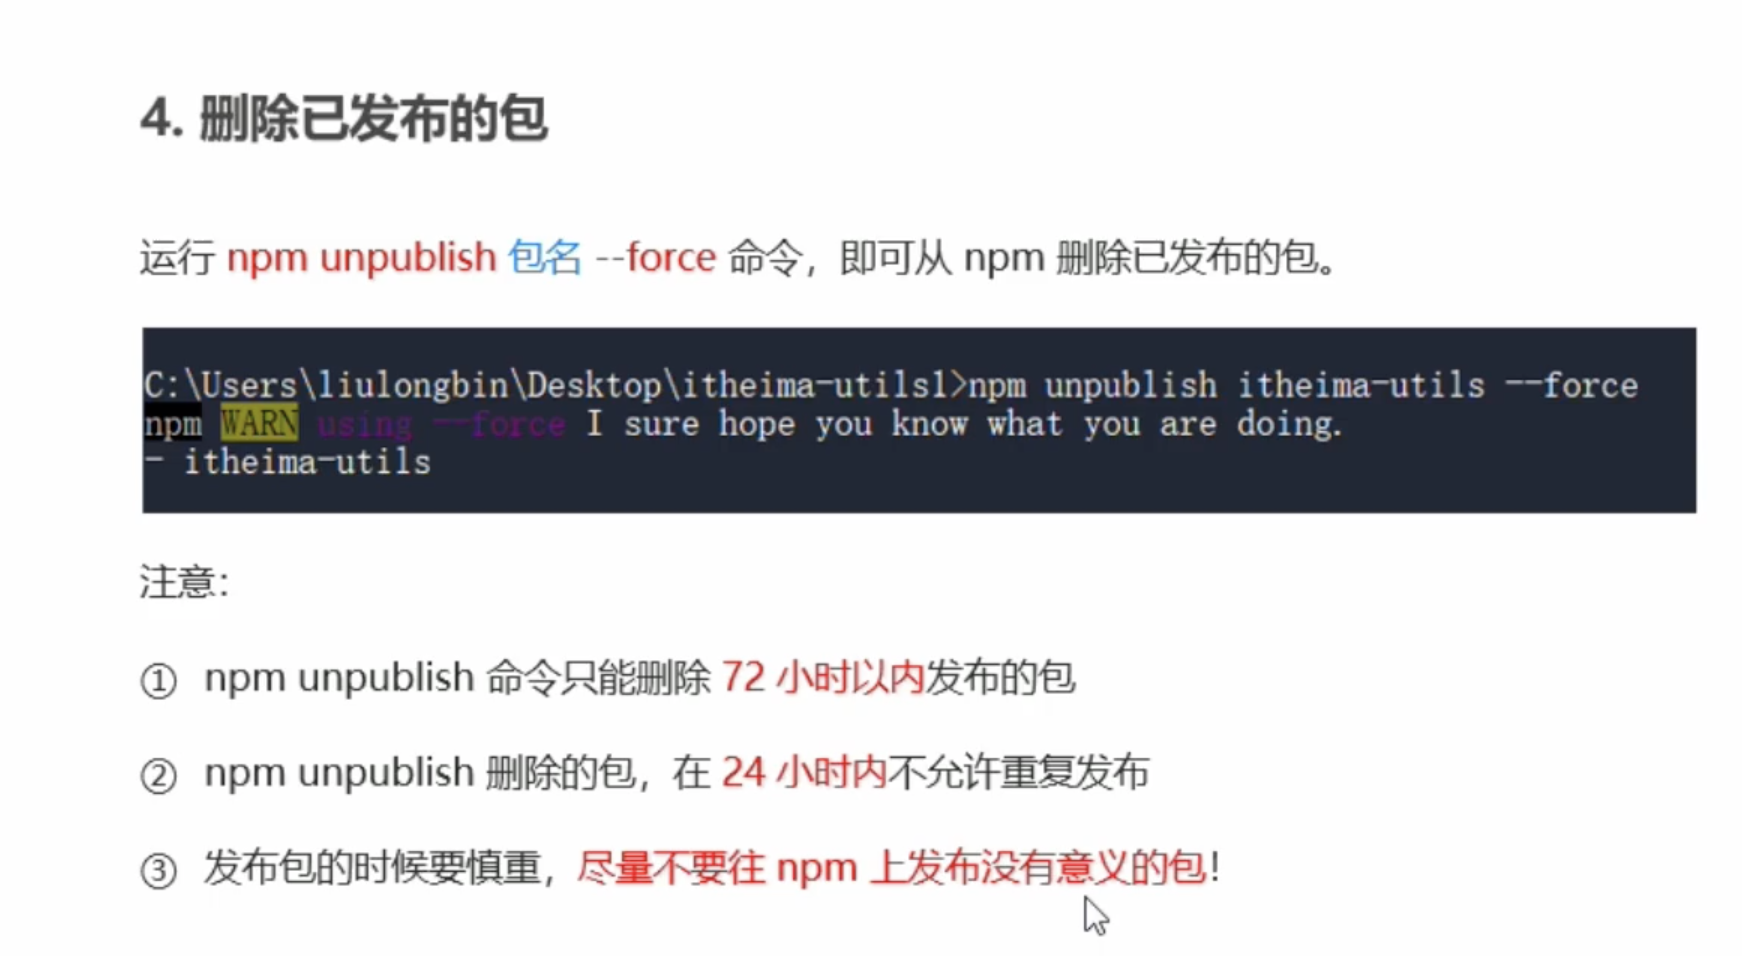 4. 删除已发布的包
运行 npm unpublish 包名 --force 命令，即可从 npm 删除已发布的包。
C:\Users\liulongbin\Desktop\itheima-utils1>npm unpublish itheima-utils --force
npm WARN using --force I sure hope you know what you are doing.
- itheima-utils
注意：
① npm unpublish 命令只能删除 72 小时以内发布的包
② npm unpublish 删除的包，在 24 小时内不允许重复发布
③ 发布包的时候要慎重，尽量不要往 npm 上发布没有意义的包！